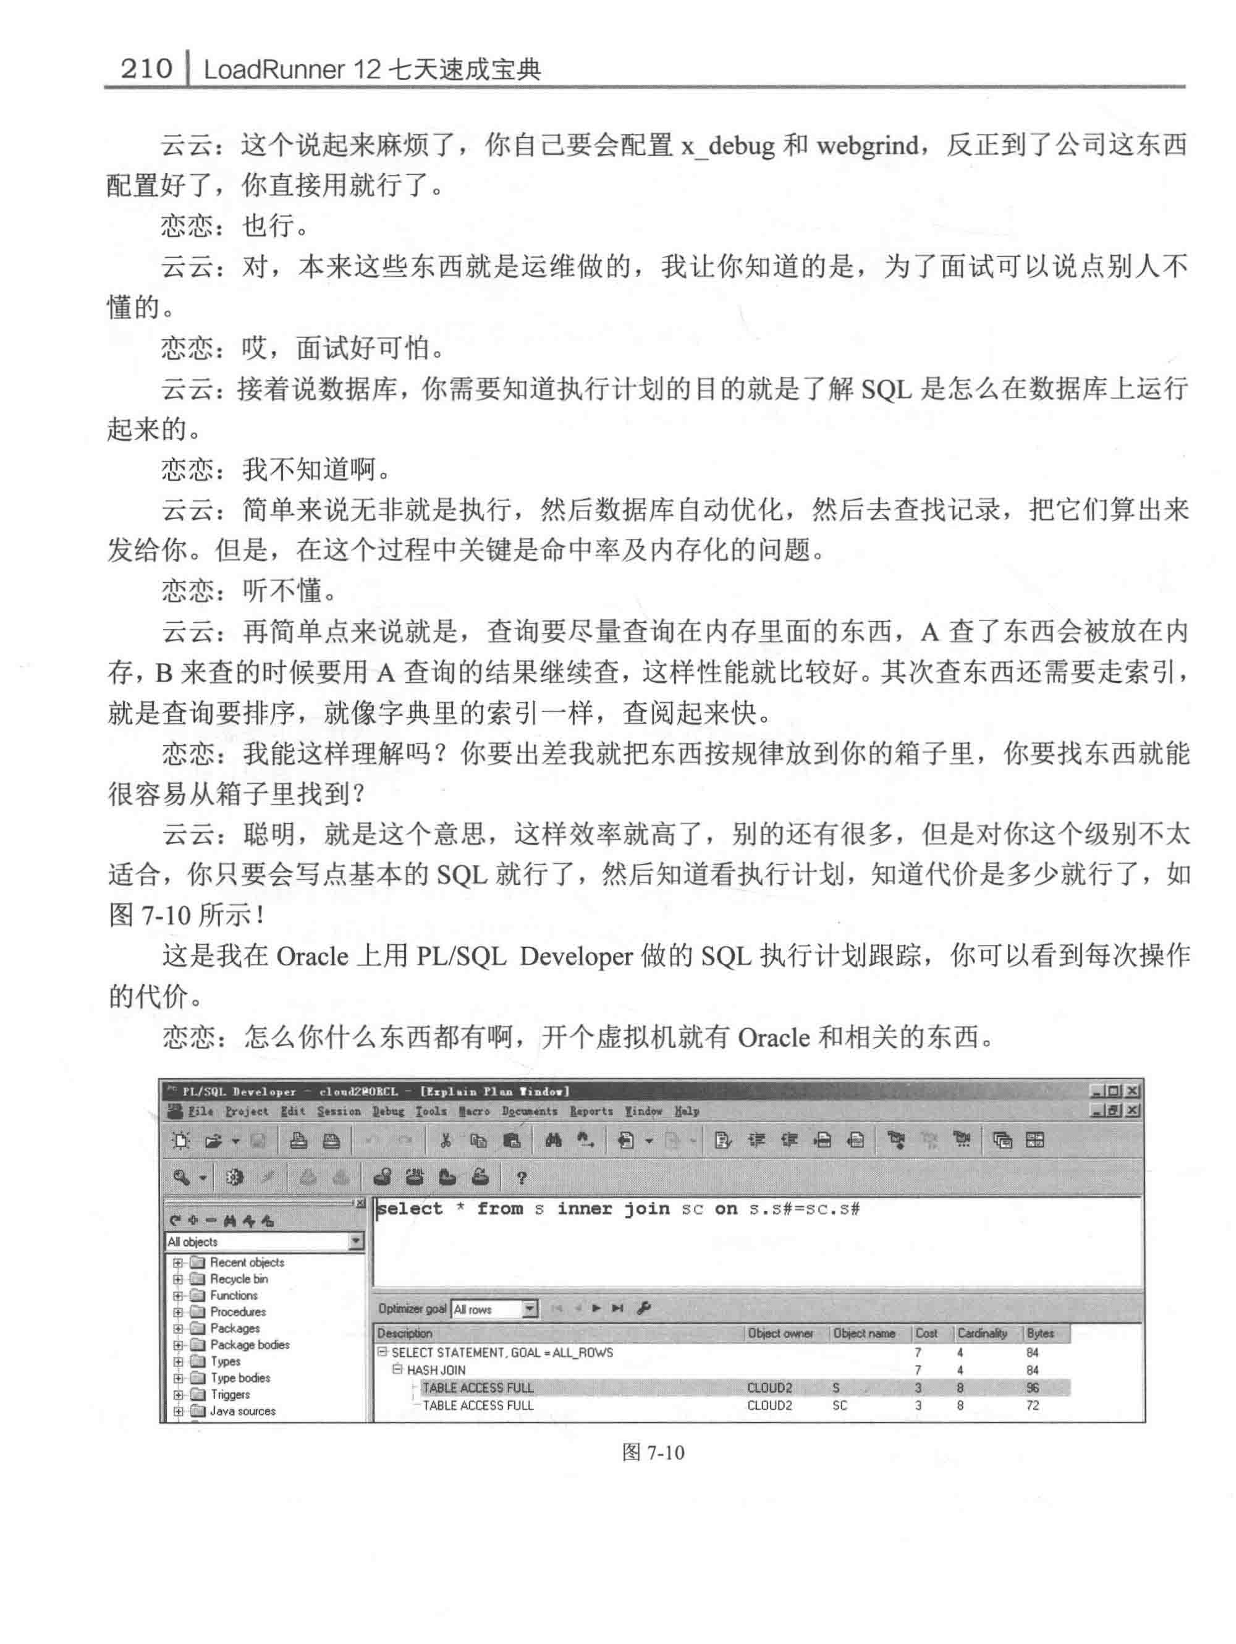 210 LoadRunner 12 七天速成宝典
云云：这个说起来麻烦了，你自己要会配置 x_debug 和 webgrind，反正到了公司这东西
配置好了，你直接用就行了。
恋恋：也行。
云云：对，本来这些东西就是运维做的，我让你知道的是，为了面试可以说点别人不
懂的。
恋恋：哎，面试好可怕。
云云：接着说数据库，你需要知道执行计划的目的就是了解 SQL 是怎么在数据库上运行
起来的。
恋恋：我不知道啊。
云云：简单来说无非就是执行，然后数据库自动优化，然后去查找记录，把它们算出来
发给你。但是，在这个过程中关键是命中率及内存化的问题。
恋恋：听不懂。
云云：再简单点来说就是，查询要尽量查询在内存里面的东西，A 查了东西会被放在内
存，B 来查的时候要用 A 查询的结果继续查，这样性能就比较好。其次查东西还需要走索引，
就是查询要排序，就像字典里的索引一样，查阅起来快。
恋恋：我能这样理解吗？你要出差我就把东西按规律放到你的箱子里，你要找东西就能
很容易从箱子里找到？
云云：聪明，就是这个意思，这样效率就高了，别的还有很多，但是对你这个级别不太
适合，你只要会写点基本的 SQL 就行了，然后知道看执行计划，知道代价是多少就行了，如
图 7-10 所示！
这是我在 Oracle 上用 PL/SQL Developer 做的 SQL 执行计划跟踪，你可以看到每次操作
的代价。
恋恋：怎么你什么东西都有啊，开个虚拟机就有 Oracle 和相关的东西。
PL/SQL Developer - cloud2@ORCL - [Explain Plan Window]
File Project Edit Session Debug Tools Macro Documents Reports Window Help
select * from s inner join sc on s.s#=sc.s#
All objects
Recent objects
Recycle bin
Functions
Procedures
Packages
Package bodies
Types
Type bodies
Triggers
Java sources
Optimizer goal All rows
Description Object owner Object name Cost Cardinality Bytes
SELECT STATEMENT, GOAL = ALL_ROWS 7 4 84
HASH JOIN 7 4 84
TABLE ACCESS FULL CLOUD2 S 3 8 96
TABLE ACCESS FULL CLOUD2 SC 3 8 72
图 7-10